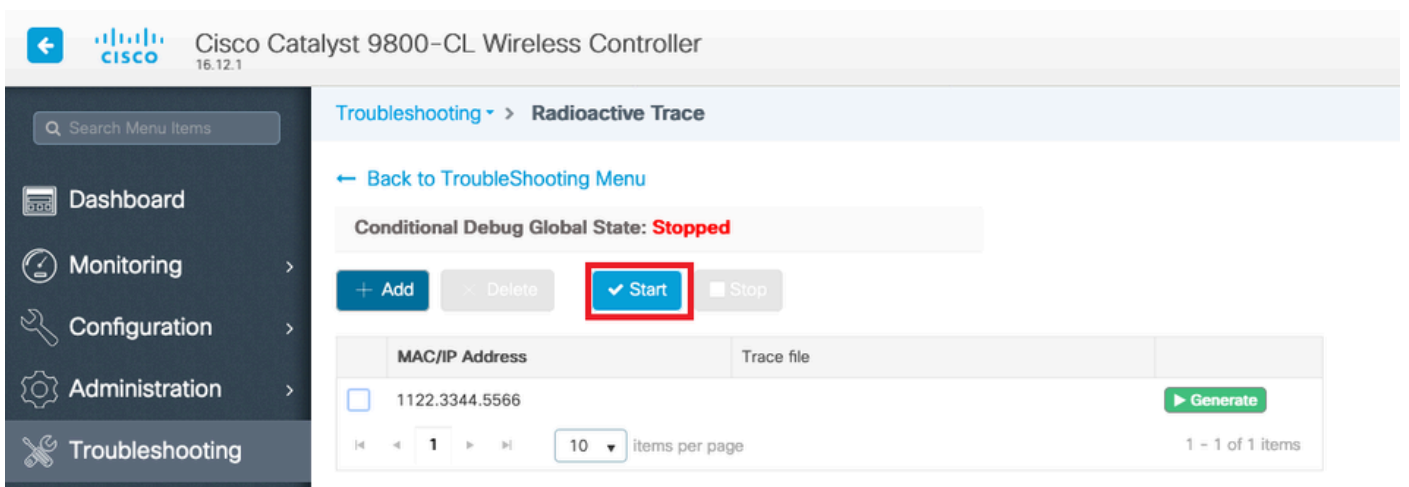 CISCO
Cisco Catalyst 9800-CL Wireless Controller
16.12.1
Search Menu Items
Dashboard
Monitoring
Configuration
Administration
Troubleshooting
Troubleshooting > Radioactive Trace
← Back to TroubleShooting Menu
Conditional Debug Global State: Stopped
+ Add × Delete ✔ Start Stop
MAC/IP Address Trace file
1122.3344.5566 Generate
1 10 items per page 1 - 1 of 1 items